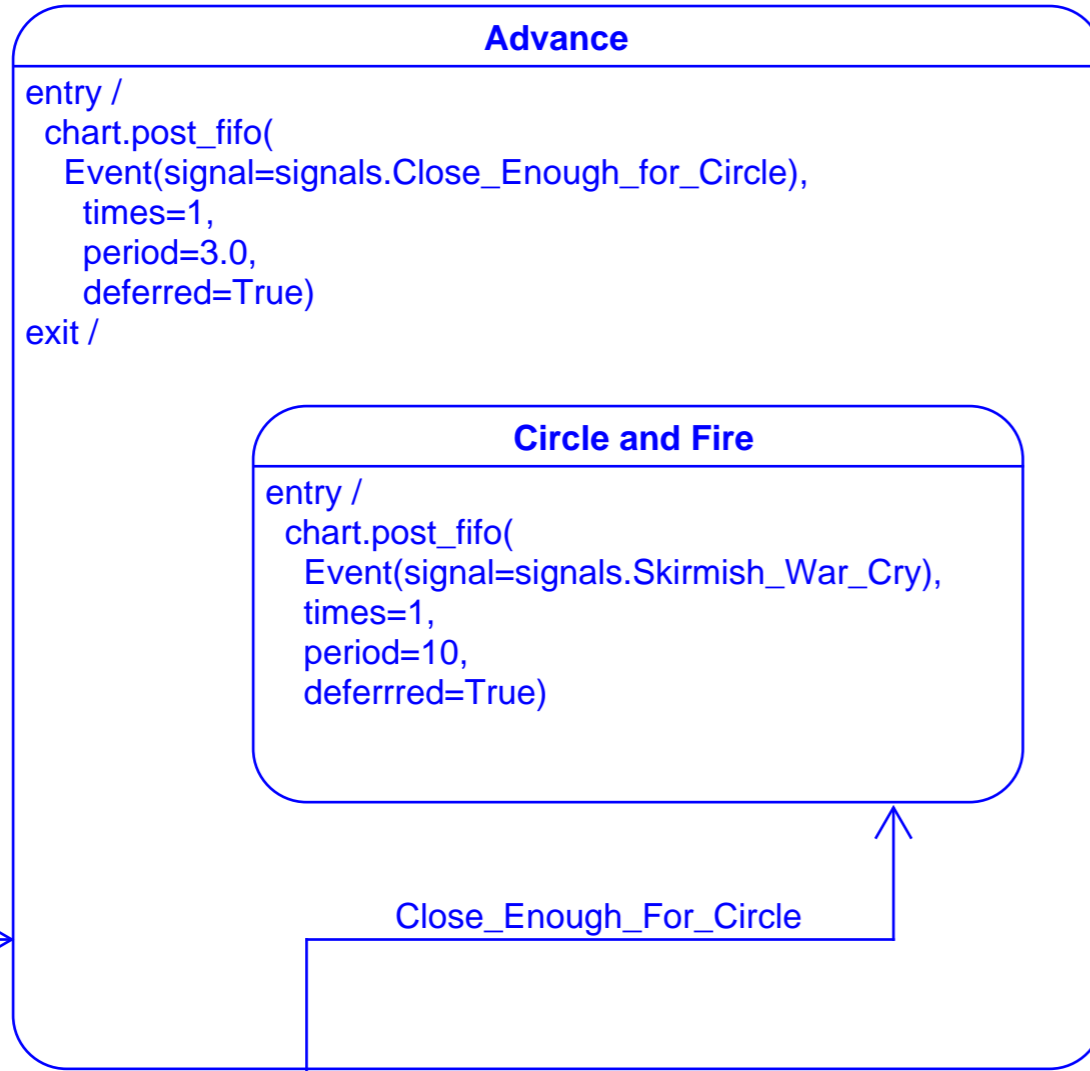 Advance
entry /
chart.post_fifo(
Event(signal=signals.Close_Enough_for_Circle),
times=1,
period=3.0,
deferred=True)
exit /
Circle and Fire
entry /
chart.post_fifo(
Event(signal=signals.Skirmish_War_Cry),
times=1,
period=10,
deferrred=True)
Close_Enough_For_Circle